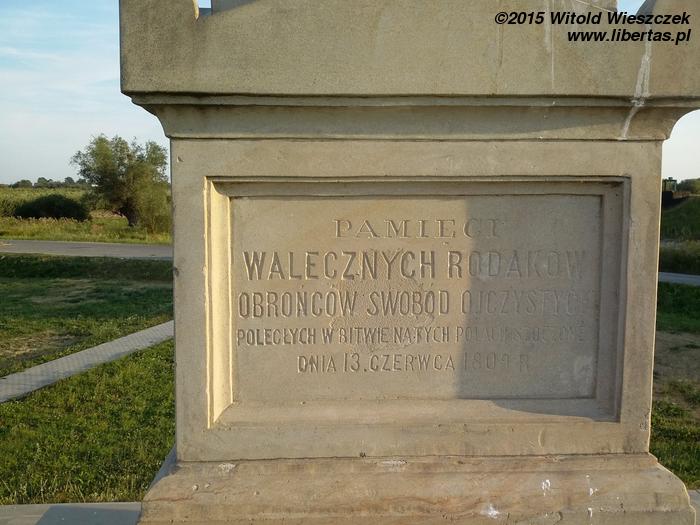 ©2015 Witold Wieszczek
www.libertas.pl
PAMIĘCI
WALECZNYCH RODAKÓW
OBROŃCÓW SWOBÓD OJCZYSTYCH
POLEGŁYCH W BITWIE NA TYCH POLACH STOCZONEJ
DNIA 13. CZERWCA 1809 R